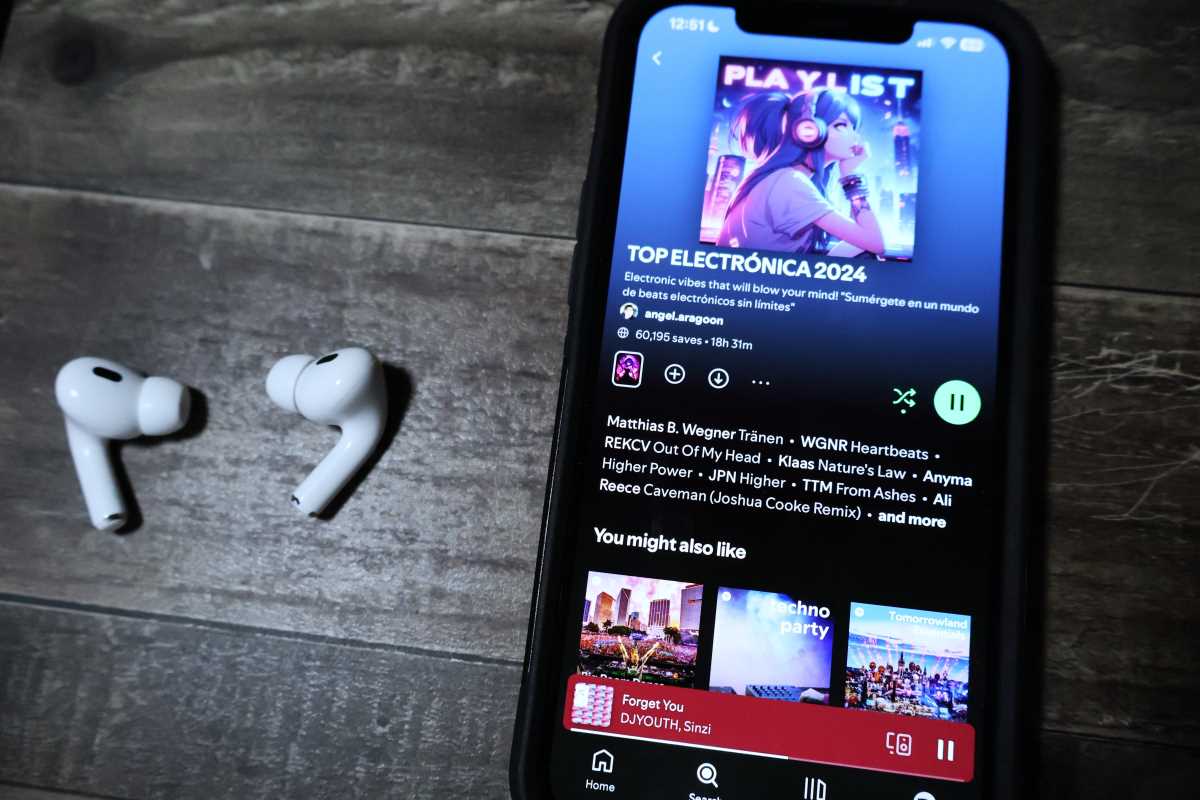 12:51
PLAYLIST
TOP ELECTRÓNICA 2024
Electronic vibes that will blow your mind! "Sumérgete en un mundo
de beats electrónicos sin límites"
angel.aragoon
60,195 saves • 18h 31m
Matthias B. Wegner Tränen • WGNR Heartbeats •
REKCV Out Of My Head • Klaas Nature's Law • Anyma
Higher Power • JPN Higher • TTM From Ashes • Ali
Reece Caveman (Joshua Cooke Remix) • and more
You might also like
techno
party
Tomorrowland
Essentials
Forget You
DJYOUTH, Sinzi
Home
Search